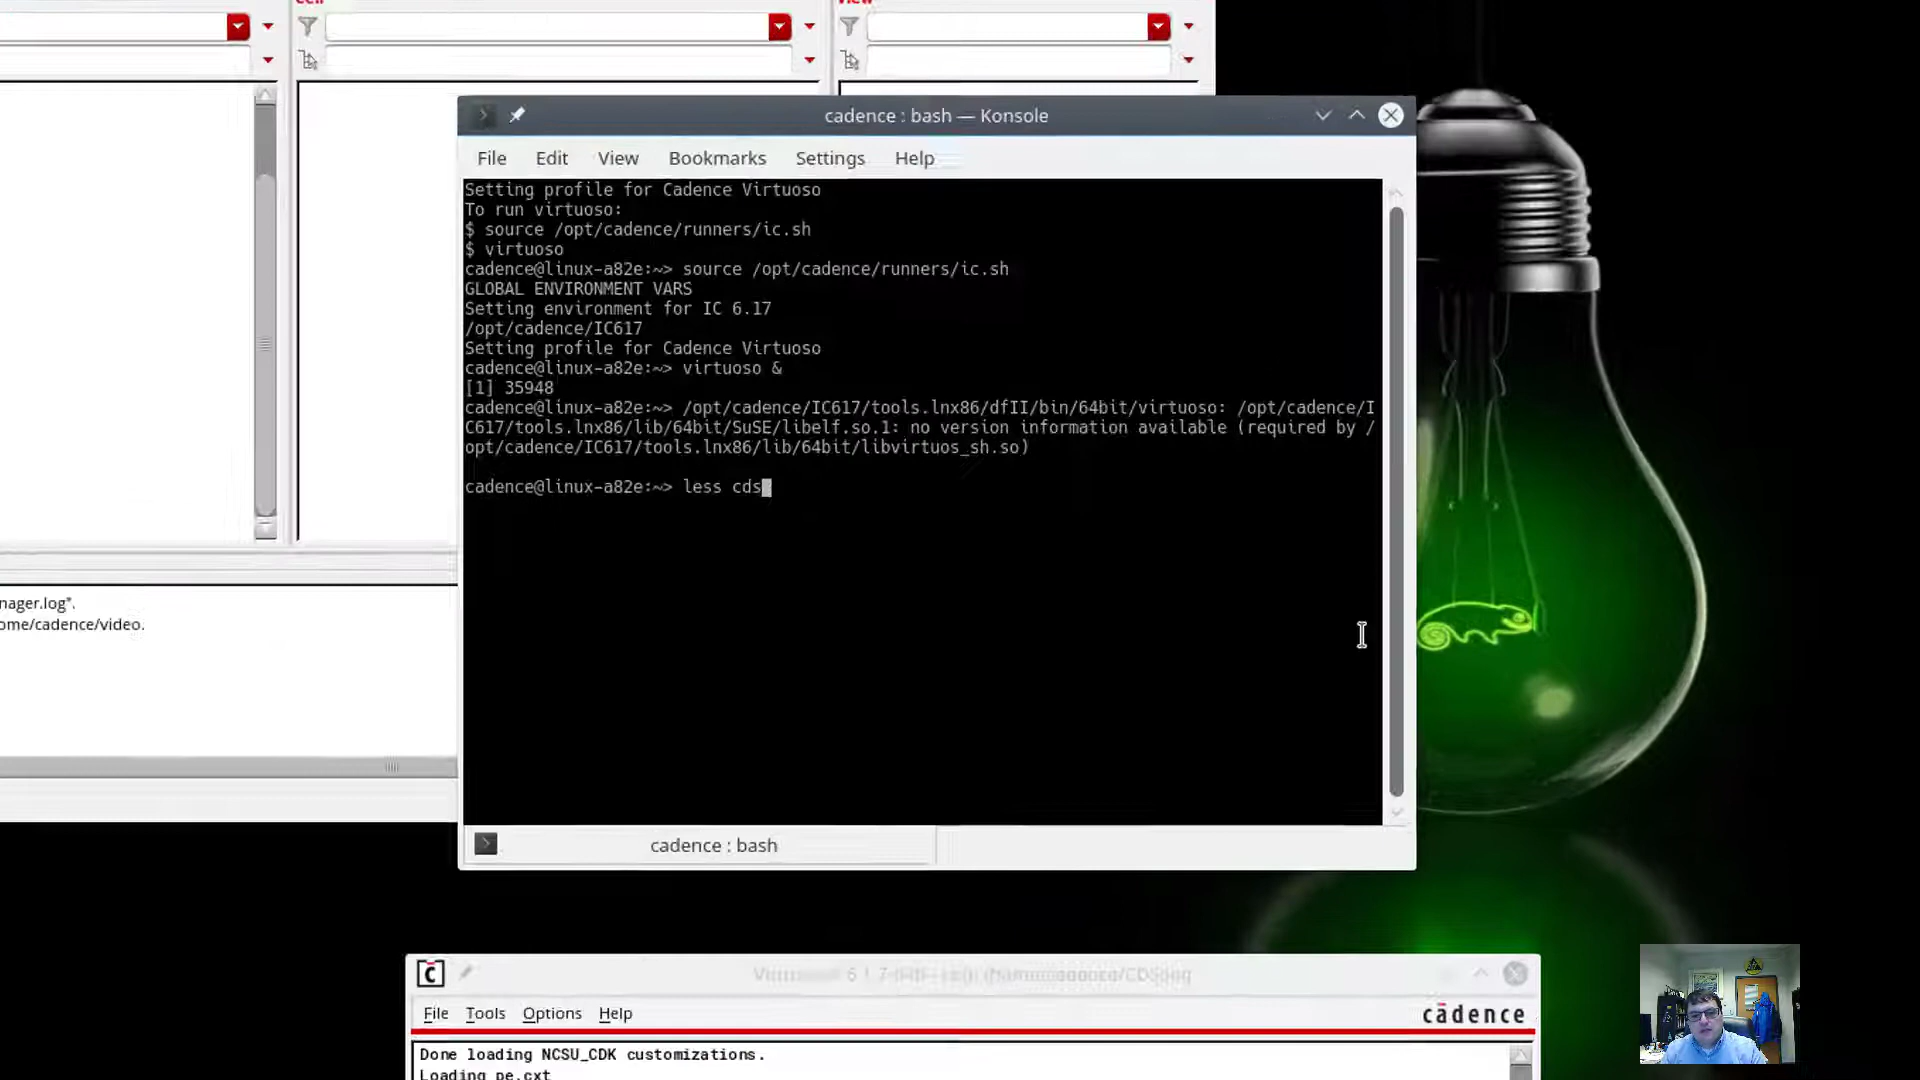 Cell
View
cadence : bash — Konsole
File Edit View Bookmarks Settings Help
Setting profile for Cadence Virtuoso
To run virtuoso:
$ source /opt/cadence/runners/ic.sh
$ virtuoso
cadence@linux-a82e:~> source /opt/cadence/runners/ic.sh
GLOBAL ENVIRONMENT VARS
Setting environment for IC 6.17
/opt/cadence/IC617
Setting profile for Cadence Virtuoso
cadence@linux-a82e:~> virtuoso &
[1] 35948
cadence@linux-a82e:~> /opt/cadence/IC617/tools.lnx86/dfII/bin/64bit/virtuoso: /opt/cadence/I
C617/tools.lnx86/lib/64bit/SuSE/libelf.so.1: no version information available (required by /
opt/cadence/IC617/tools.lnx86/lib/64bit/libvirtuos_sh.so)
cadence@linux-a82e:~> less cds
nager.log".
ome/cadence/video.
cadence : bash
File Tools Options Help
cādence
Done loading NCSU_CDK customizations.
Loading pe.cxt